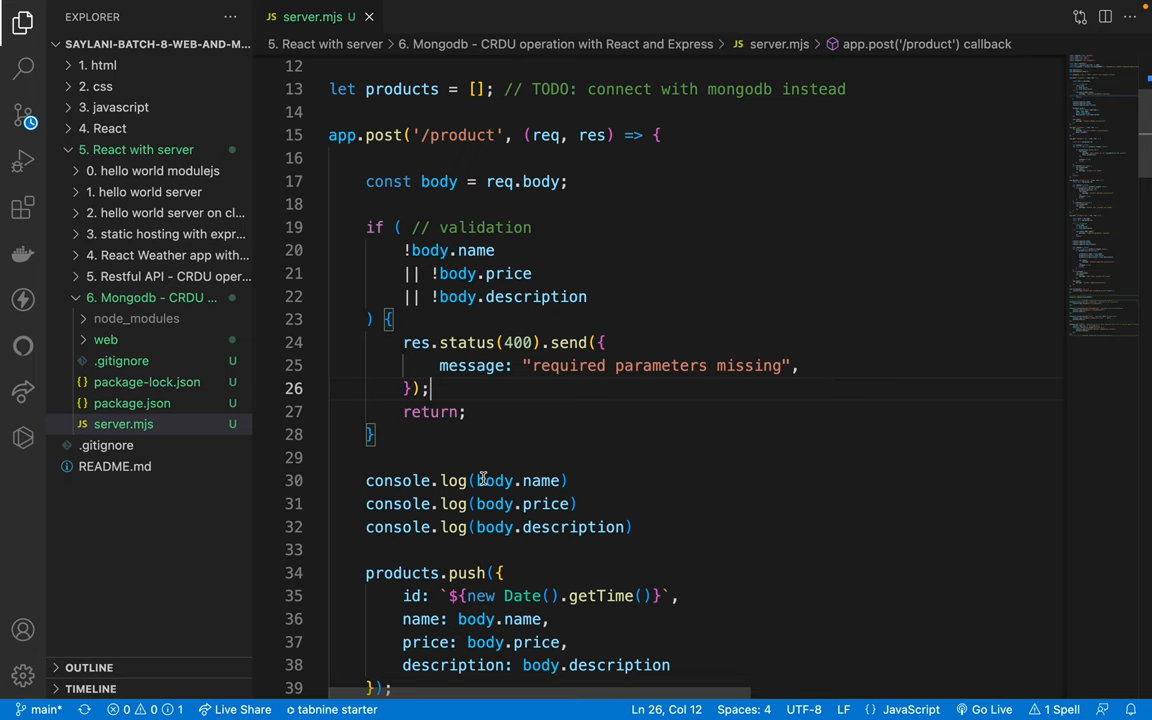 EXPLORER
SAYLANI-BATCH-8-WEB-AND-M...
1. html
2. css
3. javascript
4. React
5. React with server
0. hello world modulejs
1. hello world server
2. hello world server on cl...
3. static hosting with expr...
4. React Weather app with...
5. Restful API - CRDU oper...
6. Mongodb - CRDU ...
node_modules
web
.gitignore U
{} package-lock.json U
{} package.json U
JS server.mjs U
.gitignore
README.md
OUTLINE
TIMELINE
JS server.mjs U
5. React with server > 6. Mongodb - CRDU operation with React and Express > JS server.mjs > app.post('/product') callback
12
13 let products = []; // TODO: connect with mongodb instead
14
15 app.post('/product', (req, res) => {
16
17 const body = req.body;
18
19 if ( // validation
20 !body.name
21 || !body.price
22 || !body.description
23 ) {
24 res.status(400).send({
25 message: "required parameters missing",
26 });
27 return;
28 }
29
30 console.log(body.name)
31 console.log(body.price)
32 console.log(body.description)
33
34 products.push({
35 id: `${new Date().getTime()}`,
36 name: body.name,
37 price: body.price,
38 description: body.description
39 });
main* 0 0 1 Live Share tabnine starter Ln 26, Col 12 Spaces: 4 UTF-8 LF {} JavaScript Go Live 1 Spell